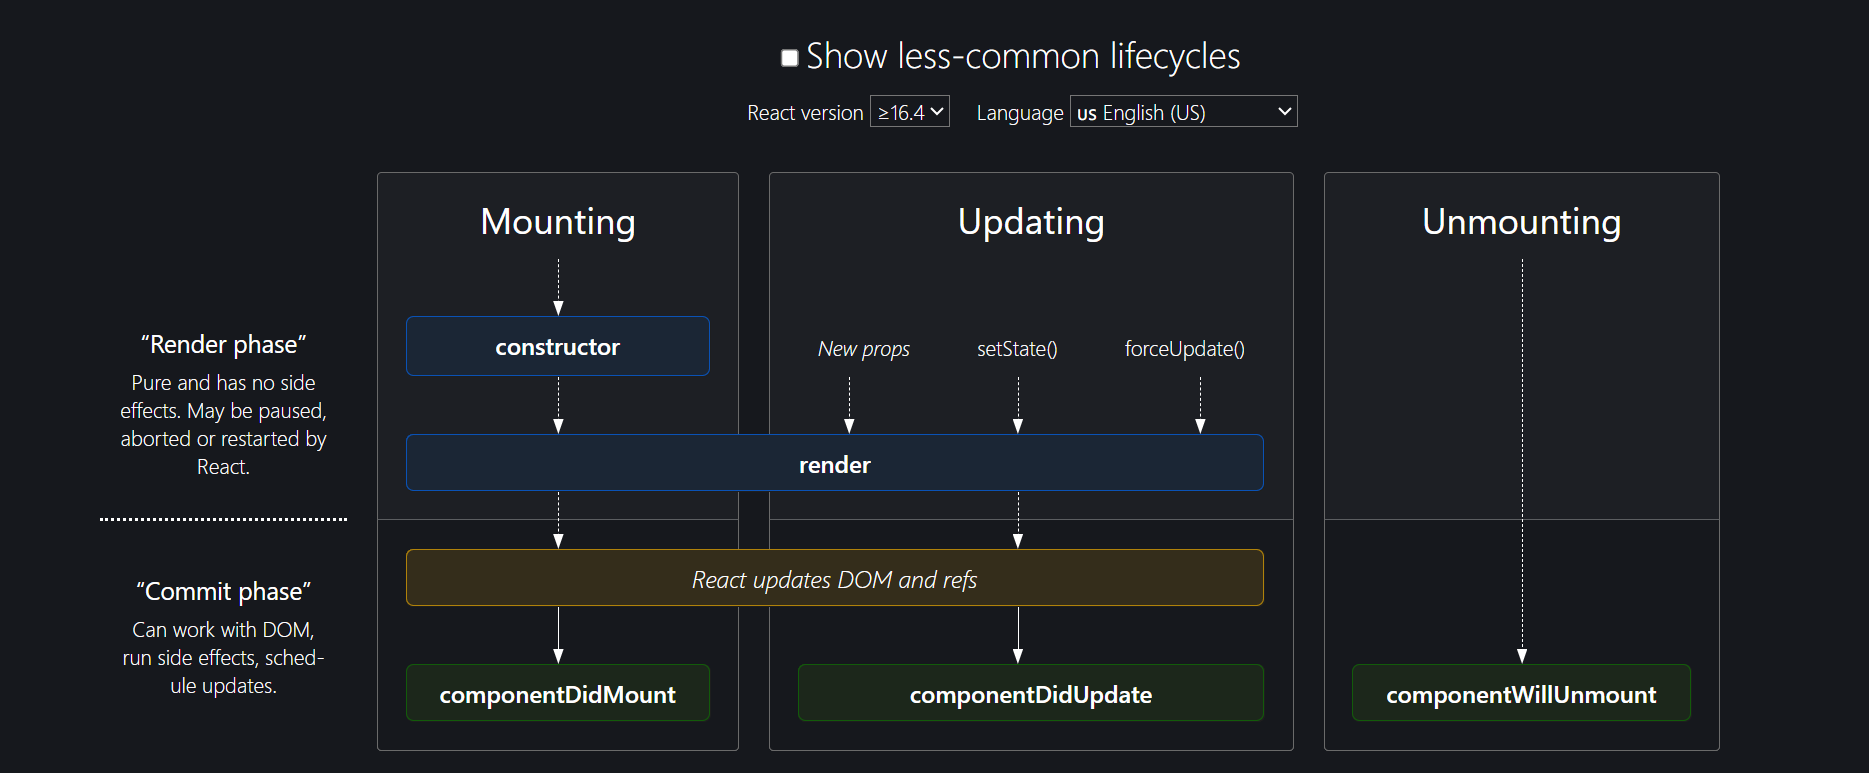 Show less-common lifecycles
React version ≥16.4 Language us English (US)
Mounting
Updating
Unmounting
“Render phase”
Pure and has no side
effects. May be paused,
aborted or restarted by
React.
constructor
New props
setState()
forceUpdate()
render
“Commit phase”
Can work with DOM,
run side effects, sched-
ule updates.
React updates DOM and refs
componentDidMount
componentDidUpdate
componentWillUnmount